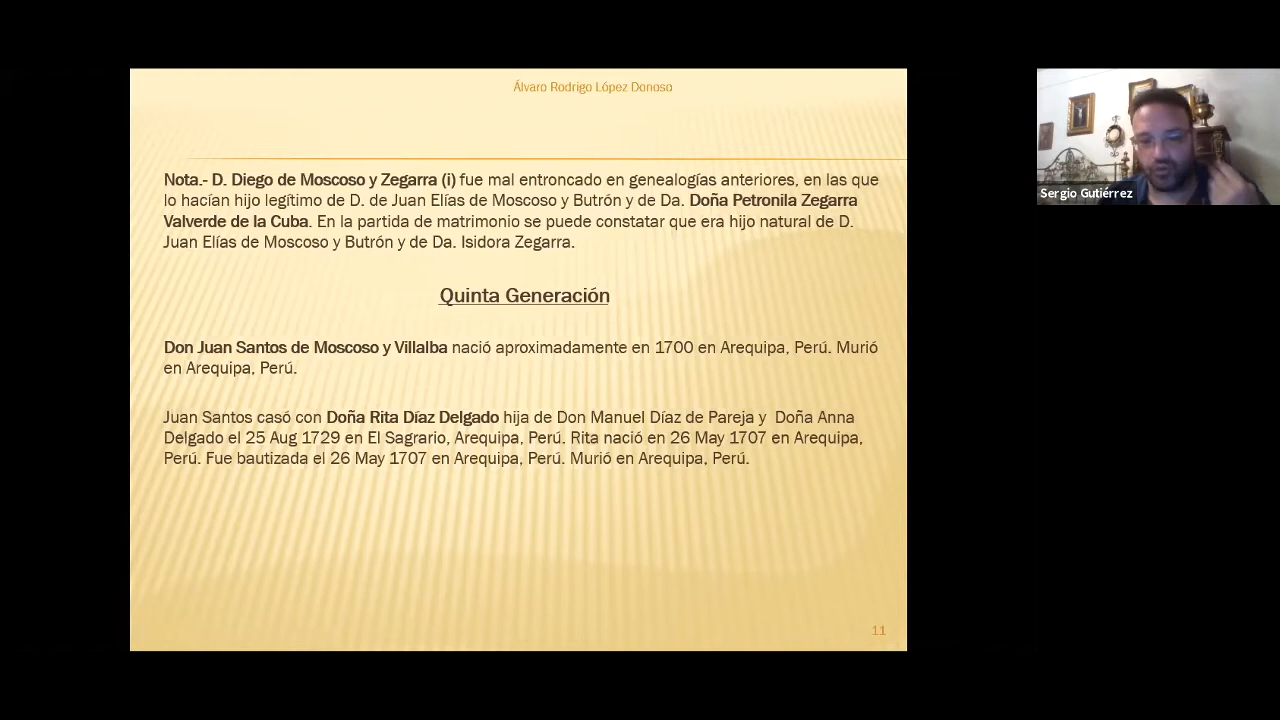 Álvaro Rodrigo López Donoso
Nota.- D. Diego de Moscoso y Zegarra (i) fue mal entroncado en genealogías anteriores, en las que
lo hacían hijo legítimo de D. de Jun Elías de Moscoso y Butrón y de Da. Doña Petronila Zegarra
Valverde de la Cuba. En la partida de matrimonio se puede constatar que era hijo natural de D.
Juan Elías de Moscoso y Butrón y de Da. Isidora Zegarra.
Quinta Generación
Don Juan Santos de Moscoso y Villalba nació aproximadamente en 1700 en Arequipa, Perú. Murió
en Arequipa, Perú.
Juan Santos casó con Doña Rita Díaz Delgado hija de Don Manuel Díaz de Pareja y Doña Anna
Delgado el 25 Aug 1729 en El Sagrario, Arequipa, Perú. Rita nació en 26 May 1707 en Arequipa,
Perú. Fue bautizada el 26 May 1707 en Arequipa, Perú. Murió en Arequipa, Perú.
11
Sergio Gutiérrez